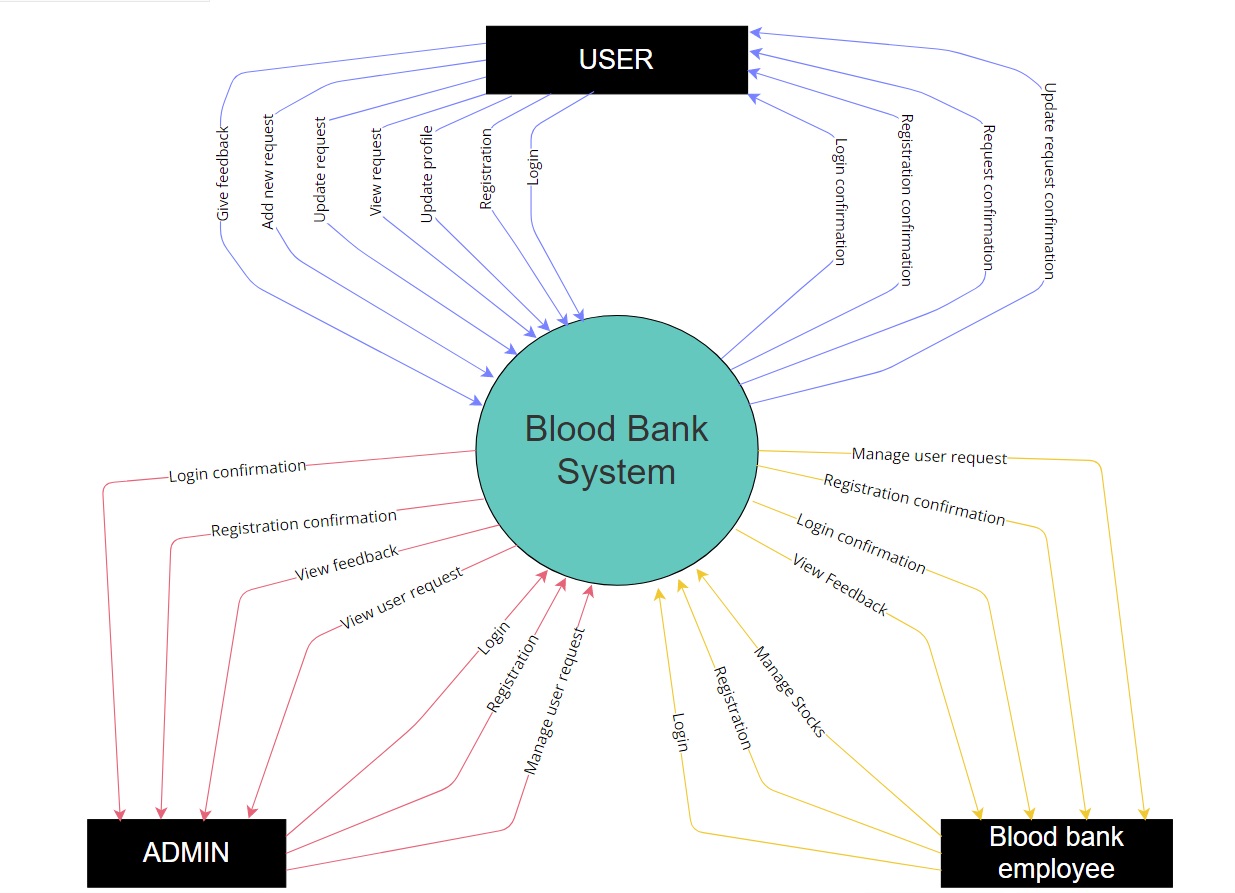 USER
Give feedback
Add new request
Update request
View request
Update profile
Registration
Login
Login confirmation
Registration confirmation
Request confirmation
Update request confirmation
Blood Bank
System
Login confirmation
Registration confirmation
View feedback
View user request
Login
Registration
Manage user request
Manage user request
Registration confirmation
Login confirmation
View Feedback
Manage Stocks
Registration
Login
ADMIN
Blood bank
employee